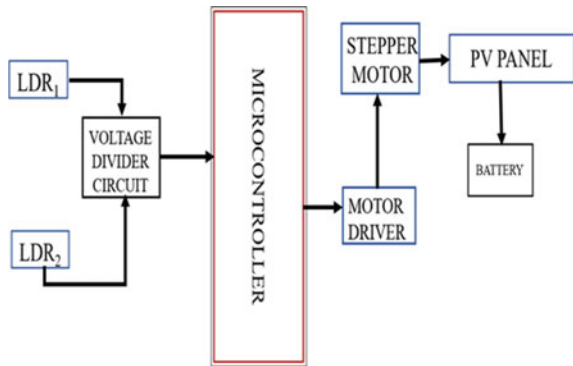 LDR₁
VOLTAGE
DIVIDER
CIRCUIT
LDR₂
MICROCONTROLLER
STEPPER
MOTOR
MOTOR
DRIVER
PV PANEL
BATTERY